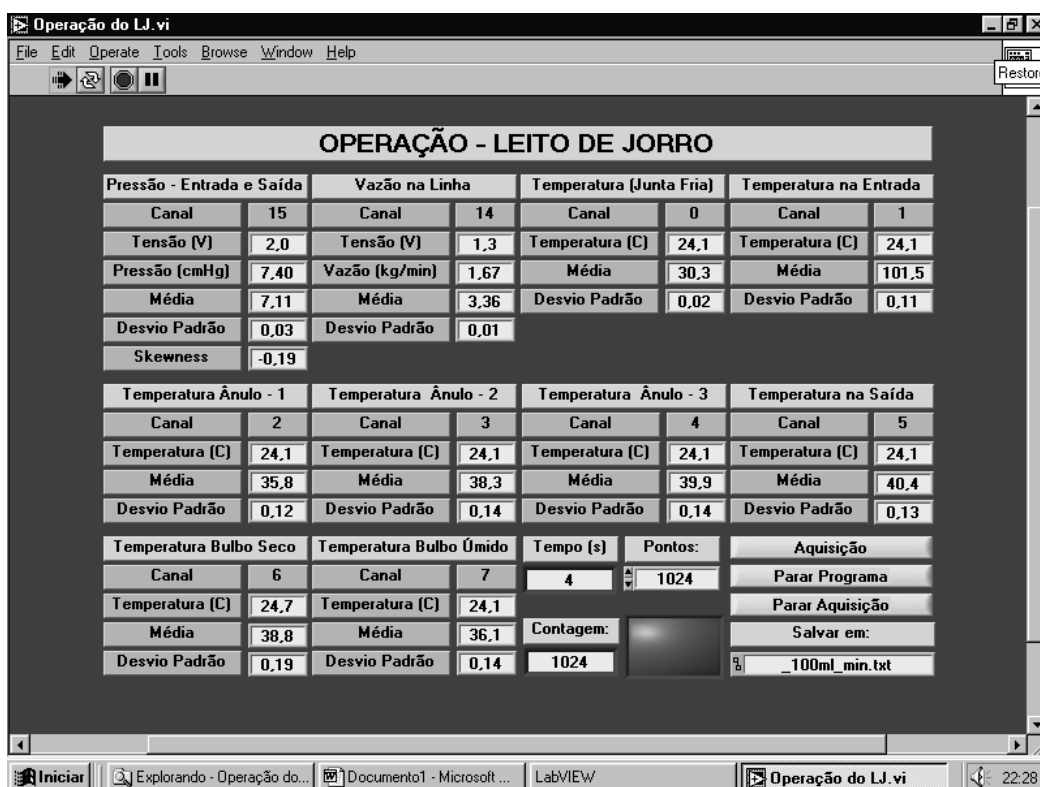 Operação do LJ.vi
File Edit Operate Tools Browse Window Help
Restore
OPERAÇÃO - LEITO DE JORRO
Pressão - Entrada e Saída Vazão na Linha Temperatura (Junta Fria) Temperatura na Entrada
Canal 15 Canal 14 Canal 0 Canal 1
Tensão (V) 2,0 Tensão (V) 1,3 Temperatura (C) 24,1 Temperatura (C) 24,1
Pressão (cmHg) 7,40 Vazão (kg/min) 1,67 Média 30,3 Média 101,5
Média 7,11 Média 3,36 Desvio Padrão 0,02 Desvio Padrão 0,11
Desvio Padrão 0,03 Desvio Padrão 0,01
Skewness -0,19
Temperatura Ânulo - 1 Temperatura Ânulo - 2 Temperatura Ânulo - 3 Temperatura na Saída
Canal 2 Canal 3 Canal 4 Canal 5
Temperatura (C) 24,1 Temperatura (C) 24,1 Temperatura (C) 24,1 Temperatura (C) 24,1
Média 35,8 Média 38,3 Média 39,9 Média 40,4
Desvio Padrão 0,12 Desvio Padrão 0,14 Desvio Padrão 0,14 Desvio Padrão 0,13
Temperatura Bulbo Seco Temperatura Bulbo Úmido Tempo (s) Pontos: Aquisição
Canal 6 Canal 7 4 1024 Parar Programa
Temperatura (C) 24,7 Temperatura (C) 24,1 Parar Aquisição
Média 38,8 Média 36,1 Contagem: Salvar em:
Desvio Padrão 0,19 Desvio Padrão 0,14 1024 _100ml_min.txt
Iniciar Explorando - Operação do... Documento1 - Microsoft ... LabVIEW Operação do LJ.vi 22:28